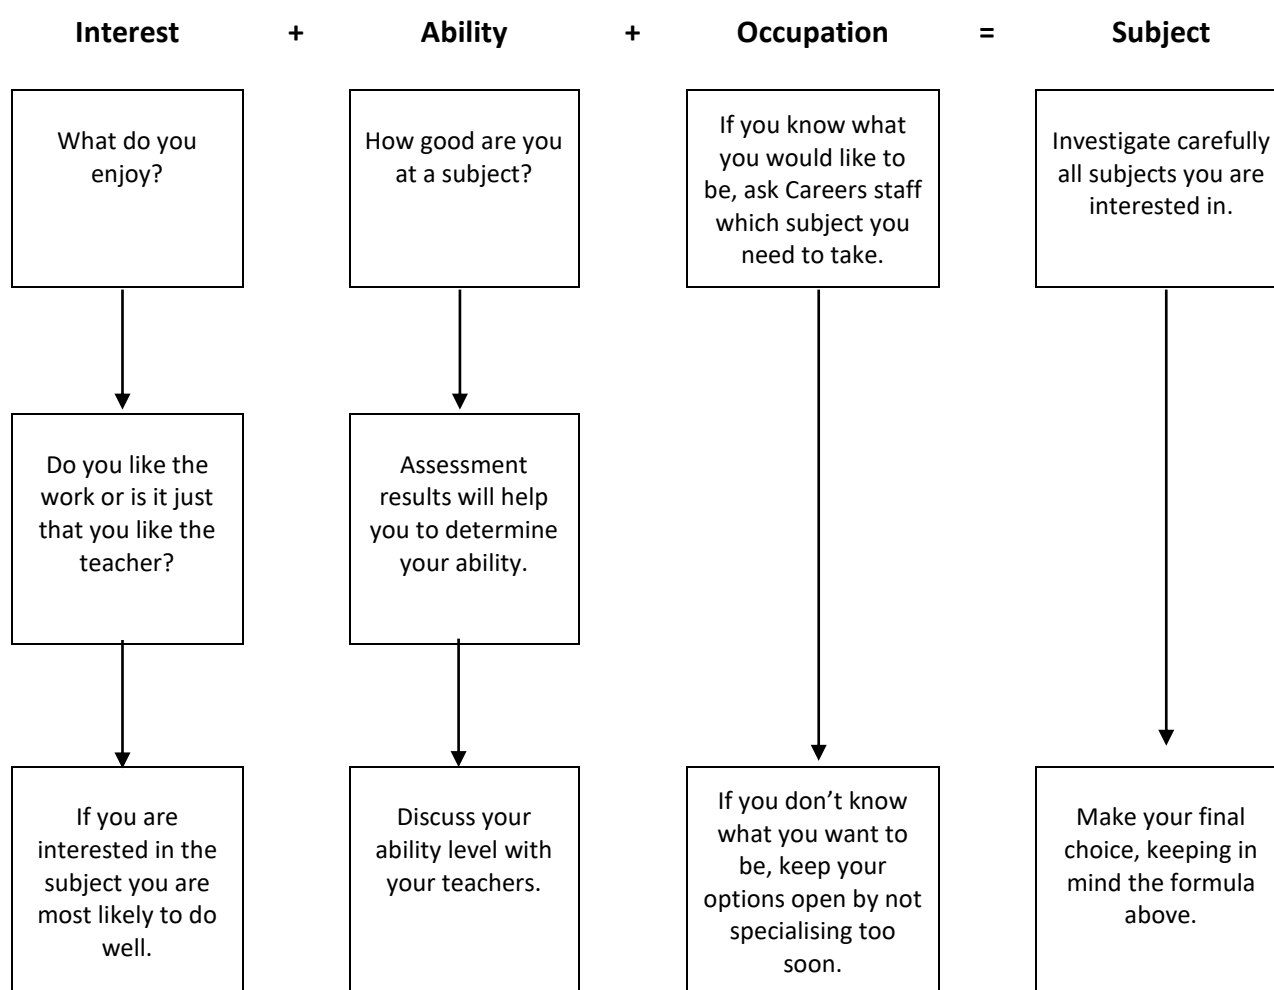 Interest + Ability + Occupation = Subject
What do you
enjoy?
How good are you
at a subject?
If you know what
you would like to
be, ask Careers staff
which subject you
need to take.
Investigate carefully
all subjects you are
interested in.
Do you like the
work or is it just
that you like the
teacher?
Assessment
results will help
you to determine
your ability.
If you are
interested in the
subject you are
most likely to do
well.
Discuss your
ability level with
your teachers.
If you don’t know
what you want to
be, keep your
options open by not
specialising too
soon.
Make your final
choice, keeping in
mind the formula
above.